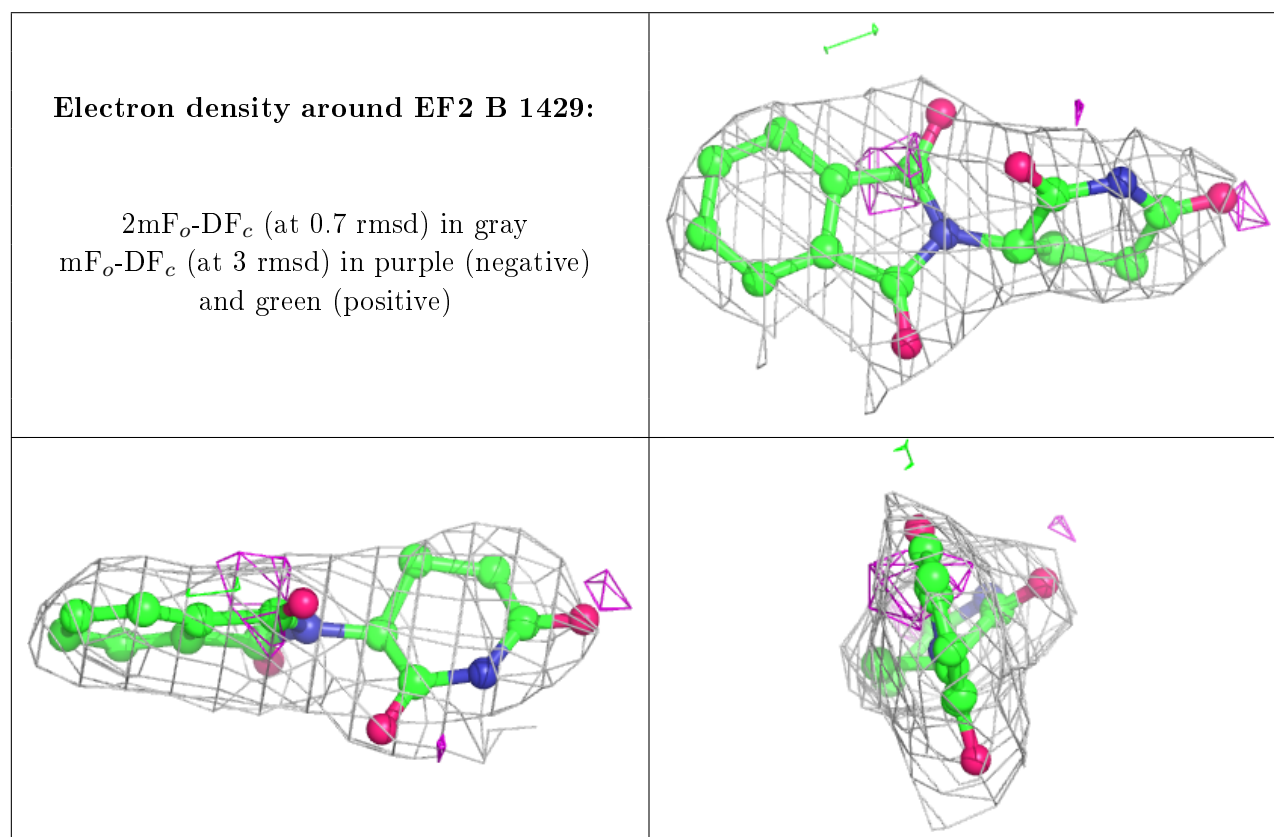 Electron density around EF2 B 1429:
2mFo-DFc (at 0.7 rmsd) in gray
mFo-DFc (at 3 rmsd) in purple (negative)
and green (positive)